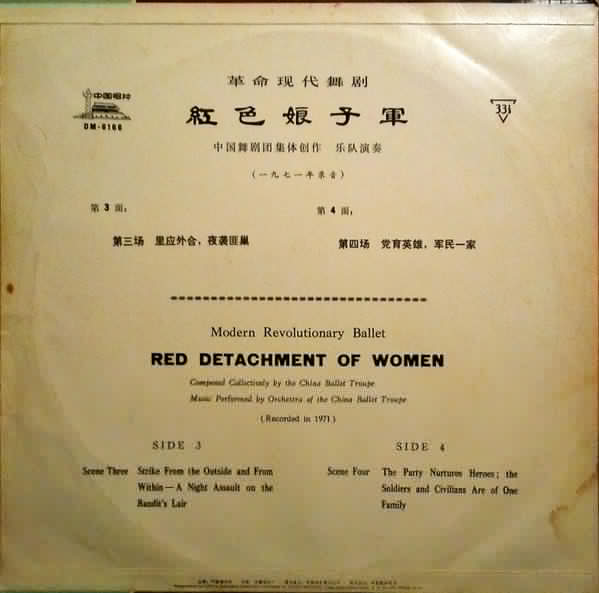 革命现代舞剧
中国唱片
DM-6166
紅色娘子軍
33⅓
中国舞剧团集体创作 乐队演奏
(一九七一年录音)
第3面:
第4面:
第三场 里应外合,夜袭匪巢
第四场 党育英雄,军民一家
Modern Revolutionary Ballet
RED DETACHMENT OF WOMEN
Composed Collectively by the China Ballet Troupe
Music Performed by Orchestra of the China Ballet Troupe
(Recorded in 1971)
SIDE 3
SIDE 4
Scene Three Strike From the Outside and From
Within—A Night Assault on the
Bandit's Lair
Scene Four The Party Nurtures Heroes; the
Soldiers and Civilians Are of One
Family